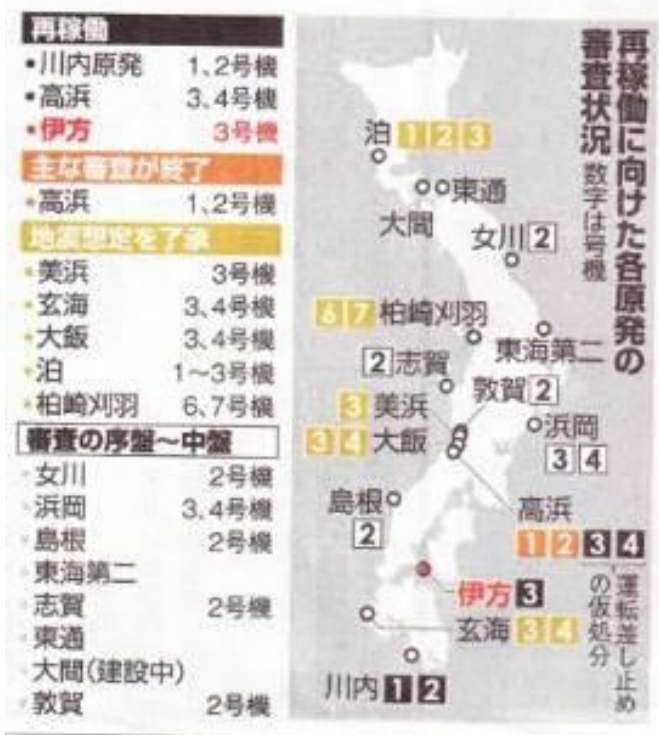 再稼働
・川内原発 1、2号機
・高浜 3、4号機
・伊方 3号機
主な審査が終了
・高浜 1、2号機
地震想定を了承
・美浜 3号機
・玄海 3、4号機
・大飯 3、4号機
・泊 1〜3号機
・柏崎刈羽 6、7号機
審査の序盤〜中盤
・女川 2号機
・浜岡 3、4号機
・島根 2号機
・東海第二
・志賀 2号機
・東通
・大間(建設中)
・敦賀 2号機
再稼働に向けた各原発の
審査状況 数字は号機
泊 1 2 3
東通
大間
女川 2
6 7 柏崎刈羽
東海第二
2 志賀
敦賀 2
3 美浜
浜岡
3 4
3 4 大飯
島根
2
高浜
1 2 3 4
運転差し止め
の仮処分
伊方 3
玄海 3 4
川内 1 2